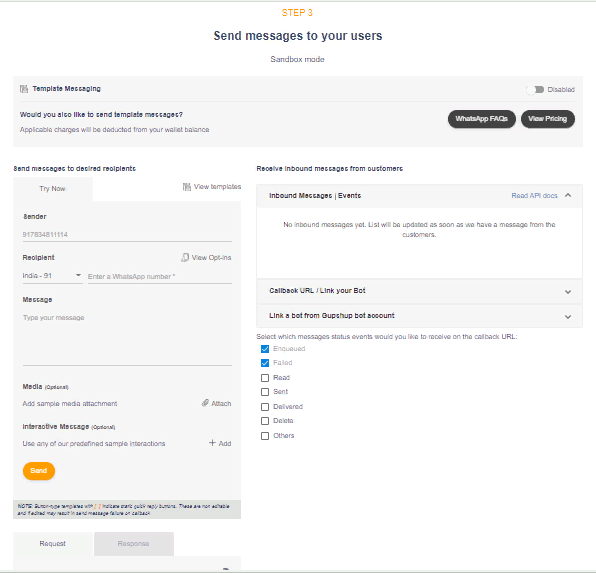 STEP 3
Send messages to your users
Sandbox mode
Template Messaging
Disabled
Would you also like to send template messages?
Applicable charges will be deducted from your wallet balance
WhatsApp FAQs
View Pricing
Send messages to desired recipients
Try Now
View templates
Sender
917834811114
Recipient
View Opt-ins
India - 91
Enter a WhatsApp number *
Message
Type your message
Media (Optional)
Add sample media attachment
Attach
Interactive Message (Optional)
Use any of our predefined sample interactions
Add
Send
NOTE: Button-type templates with [ ] indicate static quick reply buttons. These are non editable
and if edited may result in send message failure on callback
Request
Response
Receive inbound messages from customers
Inbound Messages | Events
Read API docs
No inbound messages yet. List will be updated as soon as we have a message from the
customers.
Callback URL / Link your Bot
Link a bot from Gupshup bot account
Select which messages status events would you like to receive on the callback URL:
Enqueued
Failed
Read
Sent
Delivered
Delete
Others